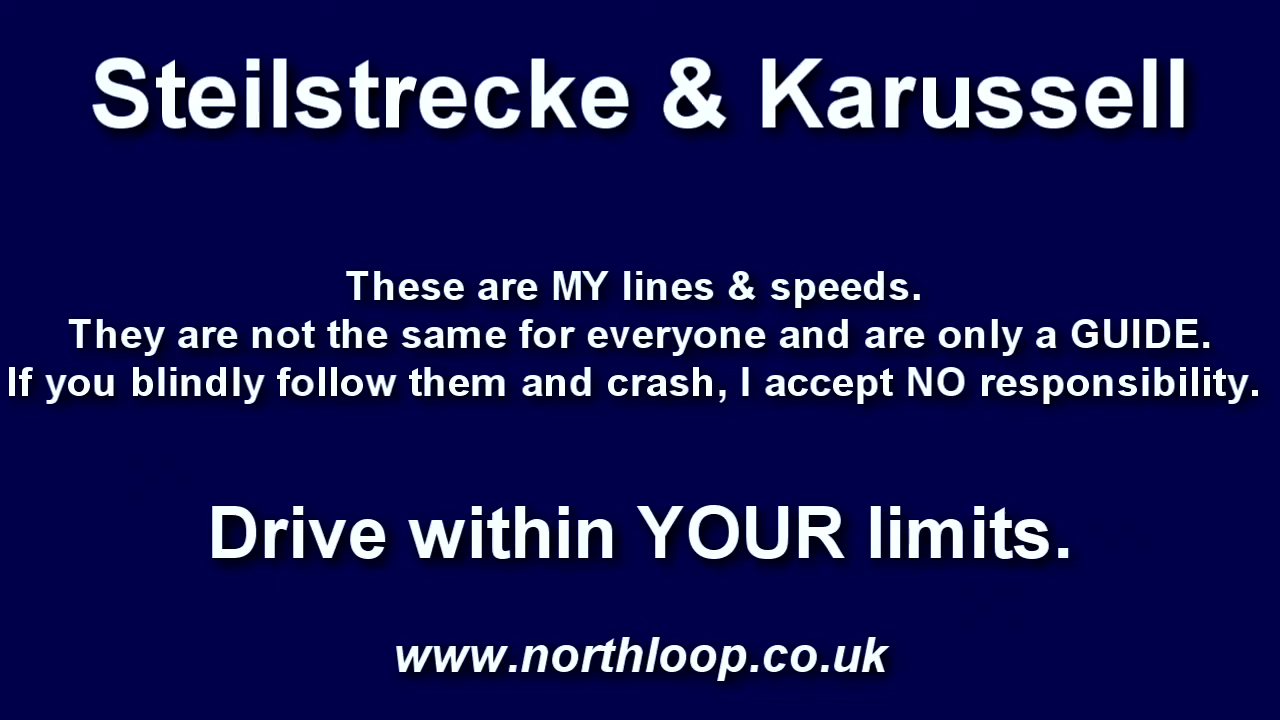 Steilstrecke & Karussell
These are MY lines & speeds.
They are not the same for everyone and are only a GUIDE.
If you blindly follow them and crash, I accept NO responsibility.
Drive within YOUR limits.
www.northloop.co.uk